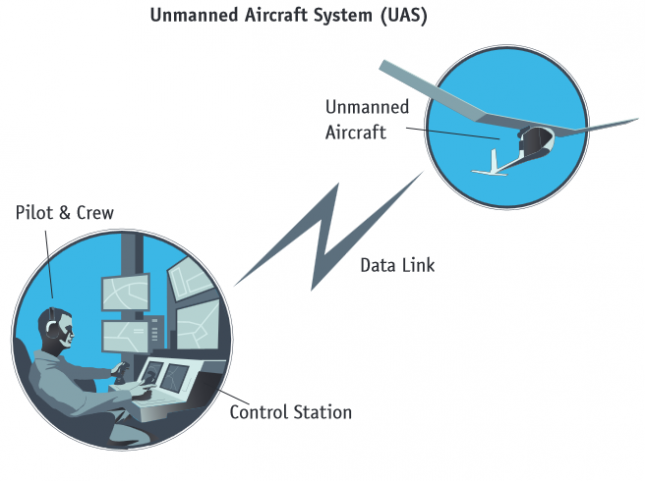 Unmanned Aircraft System (UAS)
Unmanned
Aircraft
Pilot & Crew
Data Link
Control Station